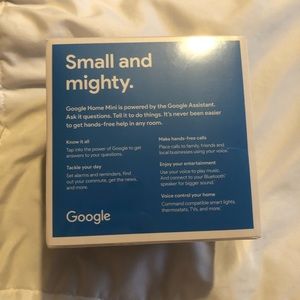 Small and
mighty.
Google Home Mini is powered by the Google Assistant.
Ask it questions. Tell it to do things. It's never been easier
to get hands-free help in any room.
Know it all
Tap into the power of Google to get
answers to your questions.
Tackle your day
Set alarms and reminders, find
out your commute, get the news,
and more.
Make hands-free calls
Place calls to family, friends and
local businesses using your voice.
Enjoy your entertainment
Use your voice to play music.
And connect to your Bluetooth
speaker for bigger sound.
Voice control your home
Command compatible smart lights,
thermostats, TVs, and more.
Google